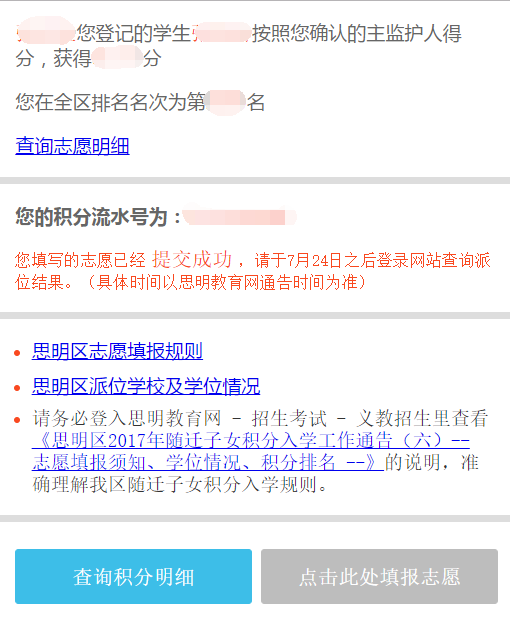 您登记的学生 按照您确认的主监护人得
分，获得 分
您在全区排名名次为第 名
查询志愿明细
您的积分流水号为：
您填写的志愿已经 提交成功 ，请于7月24日之后登录网站查询派
位结果。（具体时间以思明教育网通告时间为准）
思明区志愿填报规则
思明区派位学校及学位情况
请务必登入思明教育网 - 招生考试 - 义教招生里查看
《思明区2017年随迁子女积分入学工作通告（六）--
志愿填报须知、学位情况、积分排名 --》的说明，准
确理解我区随迁子女积分入学规则。
查询积分明细
点击此处填报志愿